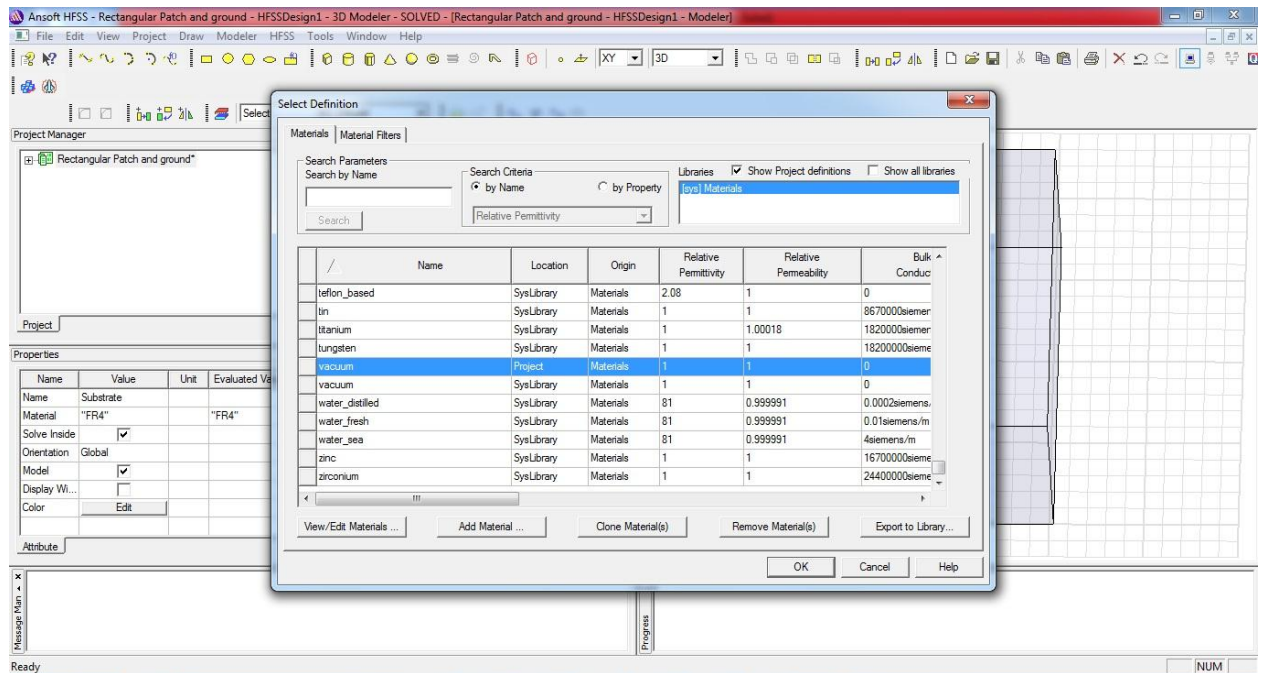 Ansoft HFSS - Rectangular Patch and ground - HFSSDesign1 - 3D Modeler - SOLVED - [Rectangular Patch and ground - HFSSDesign1 - Modeler]
File Edit View Project Draw Modeler HFSS Tools Window Help
XY 3D
Select
Project Manager
Rectangular Patch and ground*
Project
Properties
Name Value Unit Evaluated Va
Name Substrate
Material "FR4" "FR4"
Solve Inside
Orientation Global
Model
Display Wi...
Color Edit
Attribute
Select Definition
Materials Material Filters
Search Parameters
Search by Name
Search
Search Criteria
by Name by Property
Relative Permittivity
Libraries Show Project definitions Show all libraries
[sys] Materials
/ Name Location Origin Relative Permittivity Relative Permeability Bulk Conduc
teflon_based SysLibrary Materials 2.08 1 0
tin SysLibrary Materials 1 1 8670000siemer
titanium SysLibrary Materials 1 1.00018 1820000siemer
tungsten SysLibrary Materials 1 1 18200000sieme
vacuum Project Materials 1 1 0
vacuum SysLibrary Materials 1 1 0
water_distilled SysLibrary Materials 81 0.999991 0.0002siemens/
water_fresh SysLibrary Materials 81 0.999991 0.01siemens/m
water_sea SysLibrary Materials 81 0.999991 4siemens/m
zinc SysLibrary Materials 1 1 16700000sieme
zirconium SysLibrary Materials 1 1 24400000sieme
View/Edit Materials ... Add Material ... Clone Material(s) Remove Material(s) Export to Library...
OK Cancel Help
Message Man
Progress
Ready
NUM